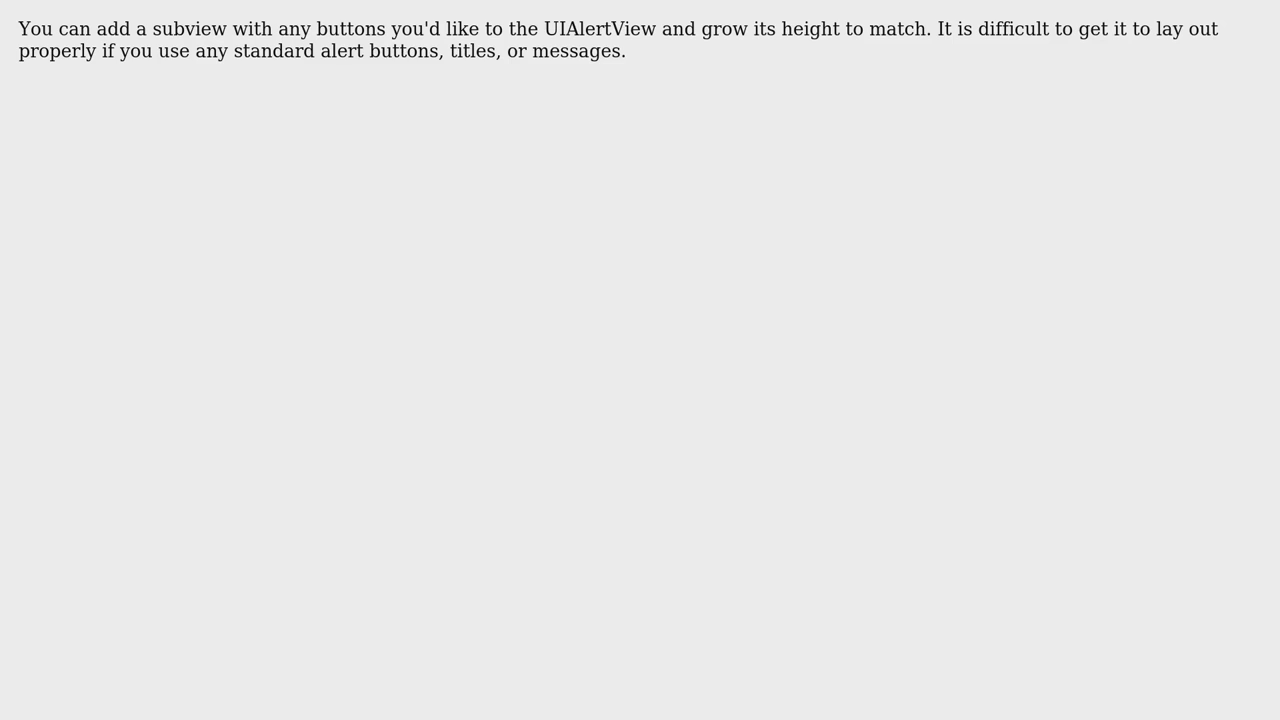 You can add a subview with any buttons you'd like to the UIAlertView and grow its height to match. It is difficult to get it to lay out
properly if you use any standard alert buttons, titles, or messages.